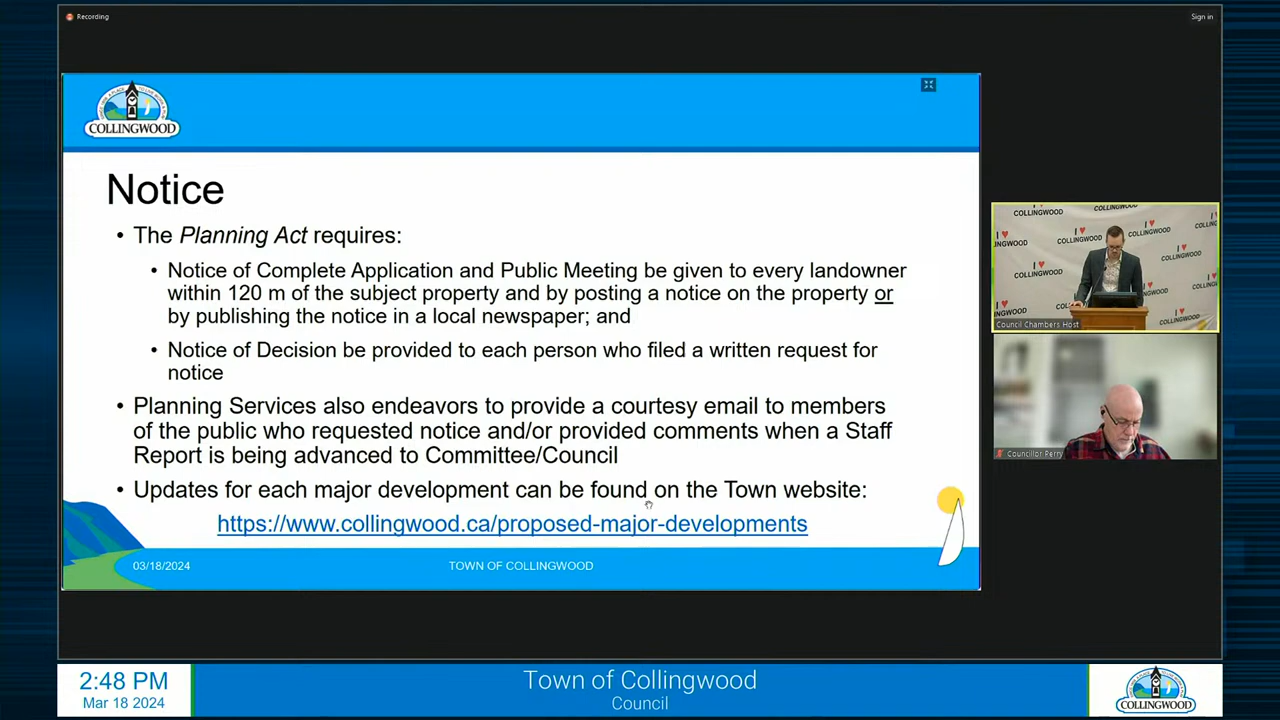 Recording
Sign in
COLLINGWOOD
Notice
• The Planning Act requires:
• Notice of Complete Application and Public Meeting be given to every landowner
within 120 m of the subject property and by posting a notice on the property or
by publishing the notice in a local newspaper; and
• Notice of Decision be provided to each person who filed a written request for
notice
• Planning Services also endeavors to provide a courtesy email to members
of the public who requested notice and/or provided comments when a Staff
Report is being advanced to Committee/Council
• Updates for each major development can be found on the Town website:
https://www.collingwood.ca/proposed-major-developments
03/18/2024
TOWN OF COLLINGWOOD
I ♥
COLLINGWOOD
I ♥
COLLINGWOOD
I ♥
COLLINGWOOD
I ♥
COLLINGWOOD
Council Chambers Host
Councillor Perry
2:48 PM
Mar 18 2024
Town of Collingwood
Council
COLLINGWOOD